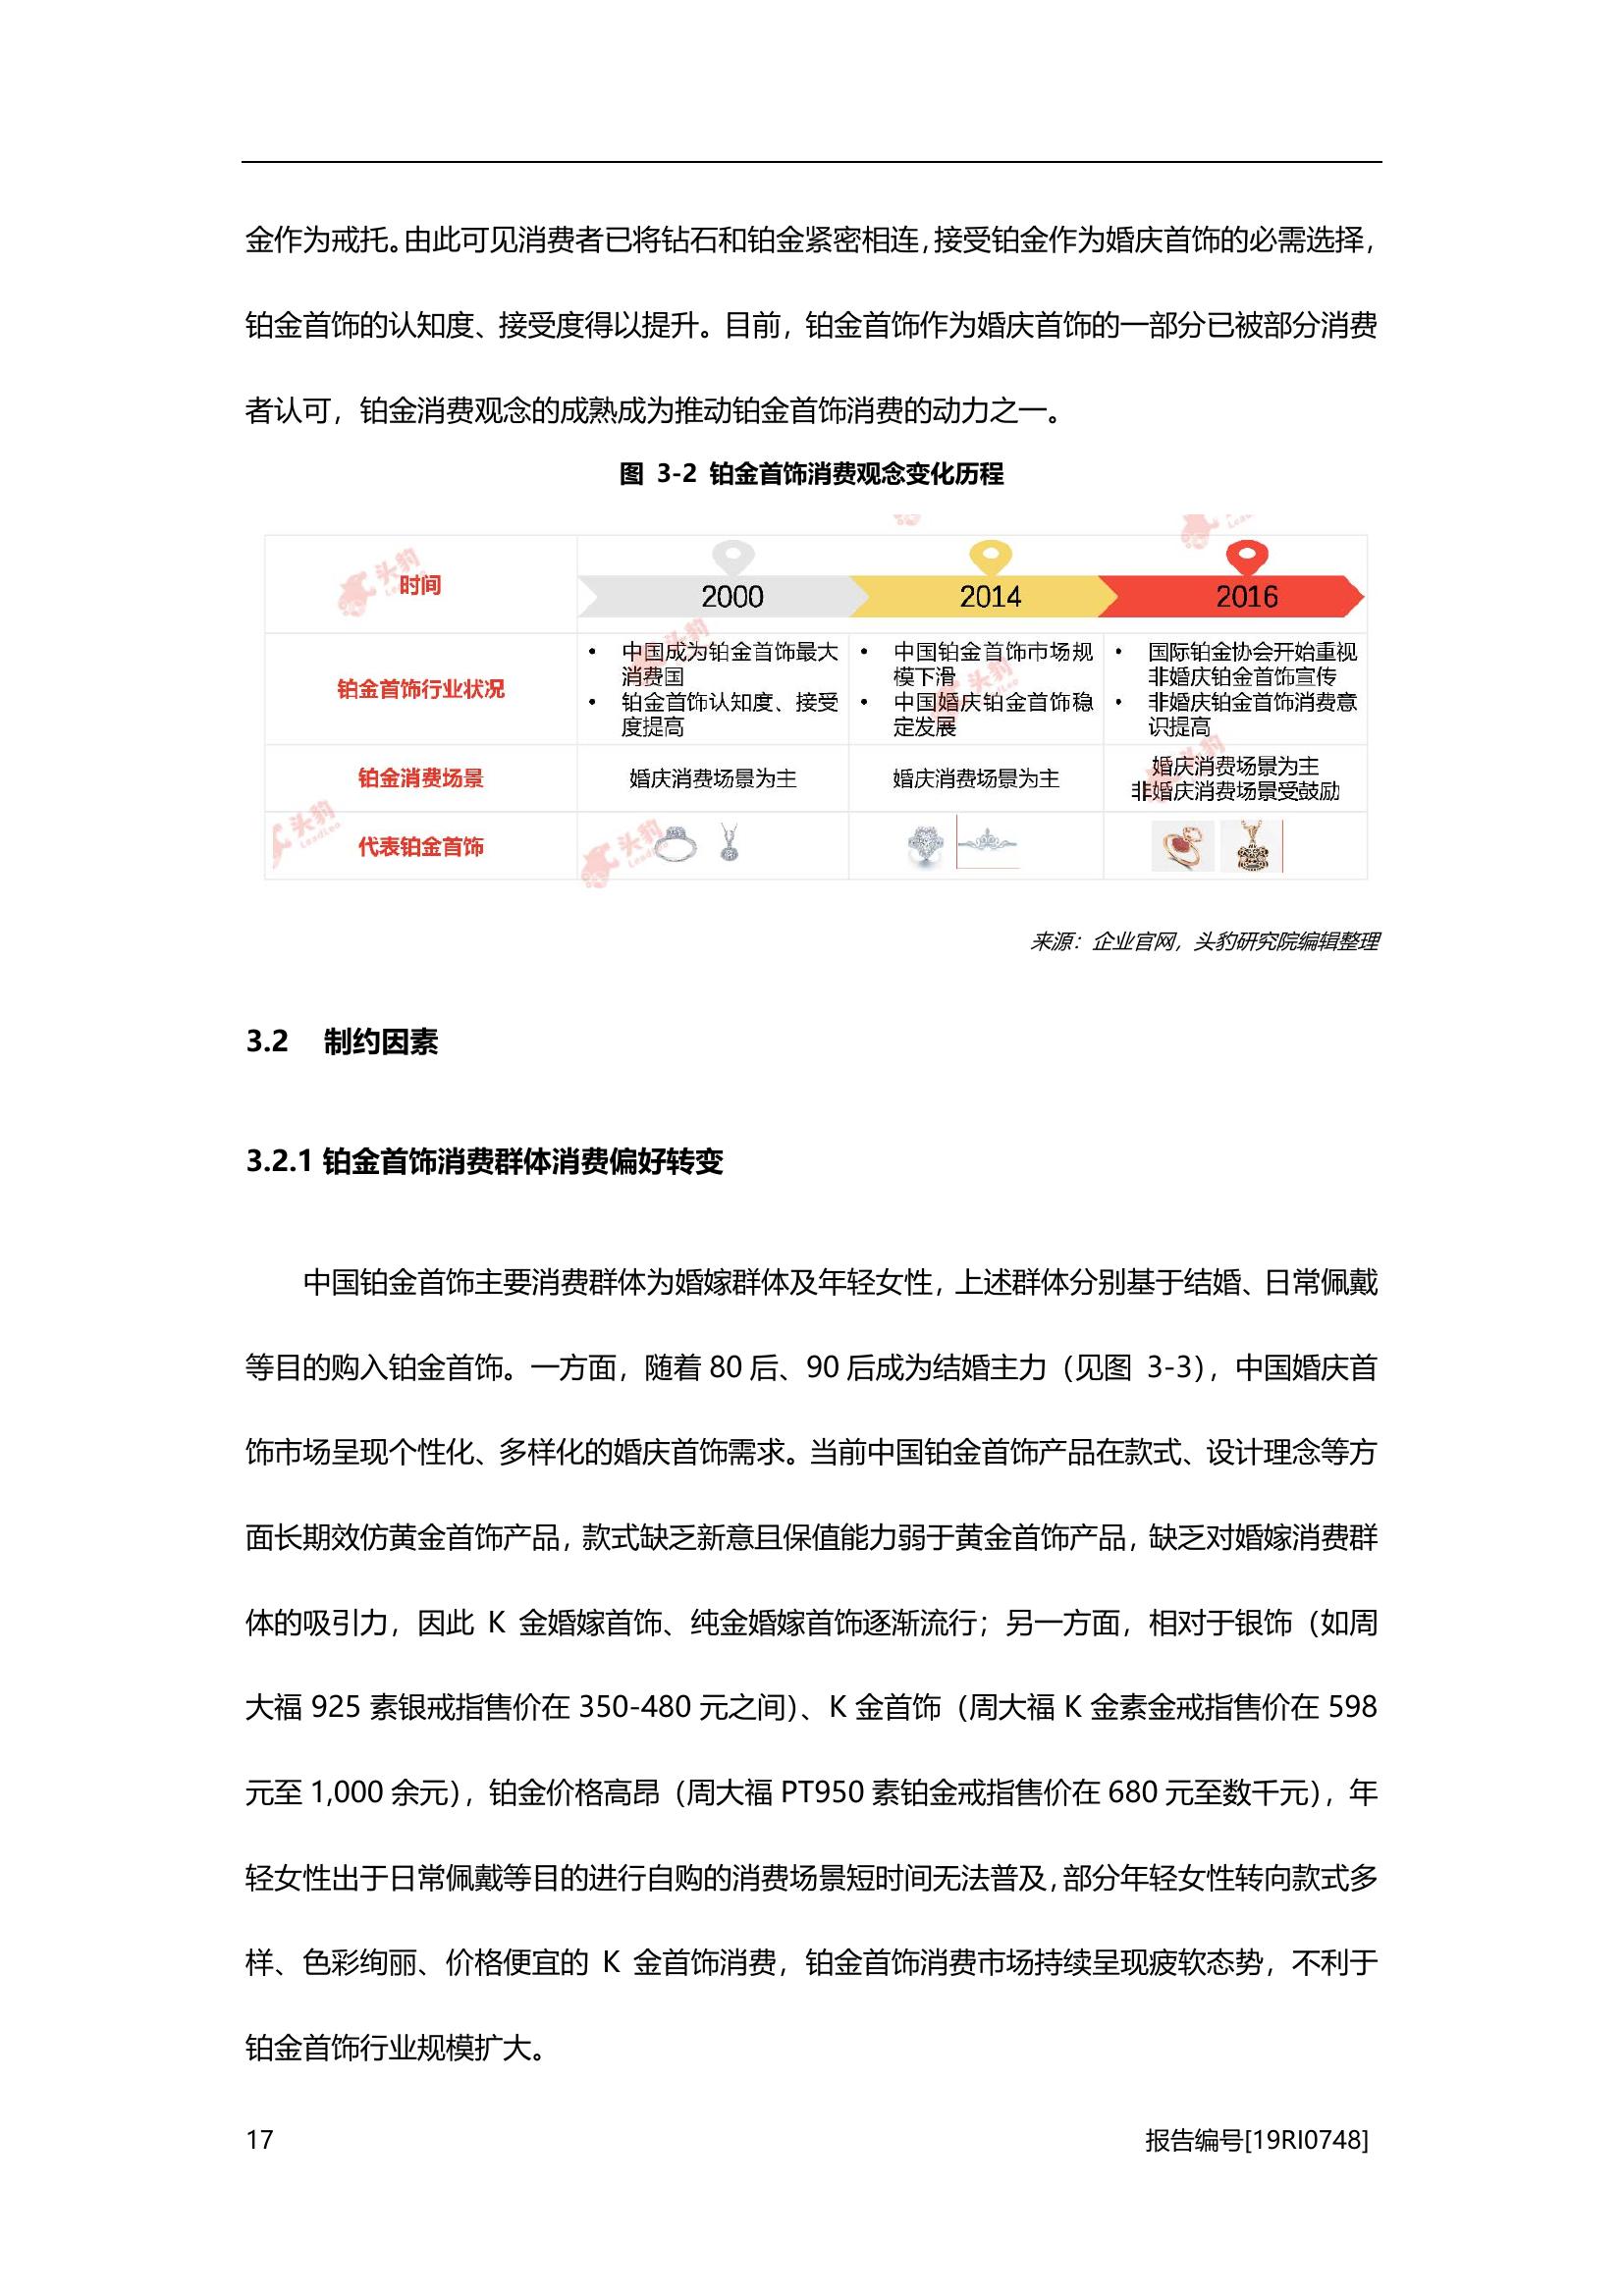 金作为戒托。由此可见消费者已将钻石和铂金紧密相连，接受铂金作为婚庆首饰的必需选择，
铂金首饰的认知度、接受度得以提升。目前，铂金首饰作为婚庆首饰的一部分已被部分消费
者认可，铂金消费观念的成熟成为推动铂金首饰消费的动力之一。
图 3-2 铂金首饰消费观念变化历程
时间
2000
2014
2016
铂金首饰行业状况
• 中国成为铂金首饰最大
消费国
• 铂金首饰认知度、接受
度提高
• 中国铂金首饰市场规
模下滑
• 中国婚庆铂金首饰稳
定发展
• 国际铂金协会开始重视
非婚庆铂金首饰宣传
• 非婚庆铂金首饰消费意
识提高
铂金消费场景
婚庆消费场景为主
婚庆消费场景为主
婚庆消费场景为主
非婚庆消费场景受鼓励
代表铂金首饰
头豹
LeadLeo
来源：企业官网，头豹研究院编辑整理
3.2 制约因素
3.2.1 铂金首饰消费群体消费偏好转变
中国铂金首饰主要消费群体为婚嫁群体及年轻女性，上述群体分别基于结婚、日常佩戴
等目的购入铂金首饰。一方面，随着 80 后、90 后成为结婚主力（见图 3-3），中国婚庆首
饰市场呈现个性化、多样化的婚庆首饰需求。当前中国铂金首饰产品在款式、设计理念等方
面长期效仿黄金首饰产品，款式缺乏新意且保值能力弱于黄金首饰产品，缺乏对婚嫁消费群
体的吸引力，因此 K 金婚嫁首饰、纯金婚嫁首饰逐渐流行；另一方面，相对于银饰（如周
大福 925 素银戒指售价在 350-480 元之间）、K 金首饰（周大福 K 金素金戒指售价在 598
元至 1,000 余元），铂金价格高昂（周大福 PT950 素铂金戒指售价在 680 元至数千元），年
轻女性出于日常佩戴等目的进行自购的消费场景短时间无法普及，部分年轻女性转向款式多
样、色彩绚丽、价格便宜的 K 金首饰消费，铂金首饰消费市场持续呈现疲软态势，不利于
铂金首饰行业规模扩大。
17
报告编号[19RI0748]